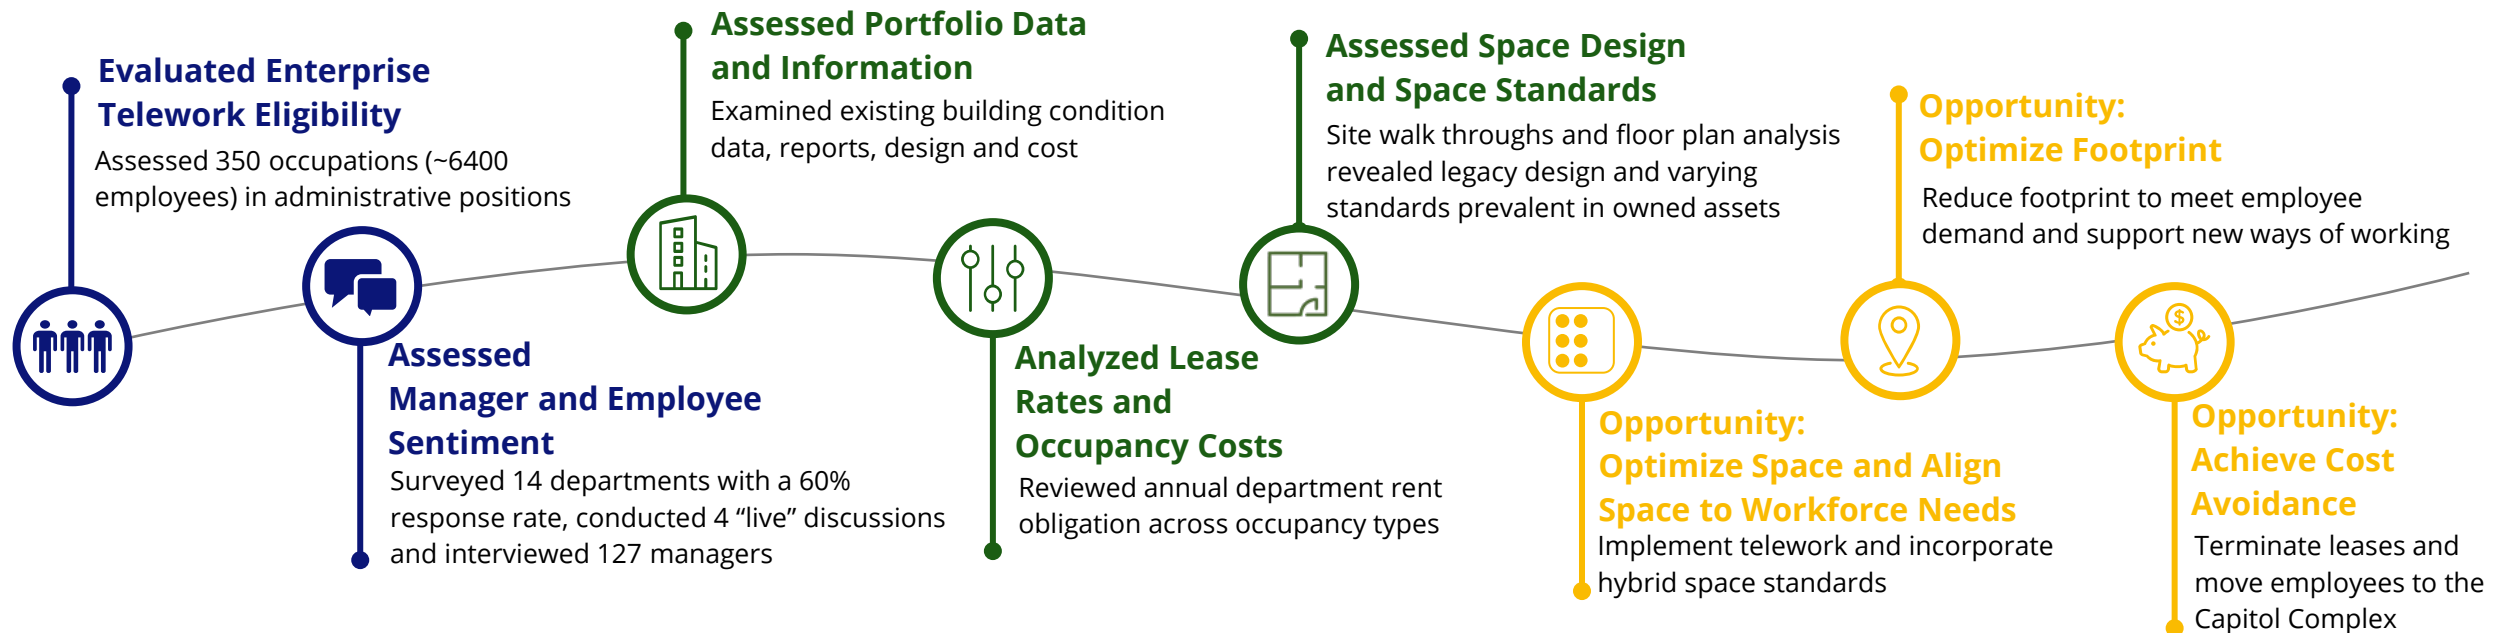 Evaluated Enterprise
Telework Eligibility
Assessed 350 occupations (~6400
employees) in administrative positions
Assessed
Manager and Employee
Sentiment
Surveyed 14 departments with a 60%
response rate, conducted 4 “live” discussions
and interviewed 127 managers
Assessed Portfolio Data
and Information
Examined existing building condition
data, reports, design and cost
Analyzed Lease
Rates and
Occupancy Costs
Reviewed annual department rent
obligation across occupancy types
Assessed Space Design
and Space Standards
Site walk throughs and floor plan analysis
revealed legacy design and varying
standards prevalent in owned assets
Opportunity:
Optimize Space and Align
Space to Workforce Needs
Implement telework and incorporate
hybrid space standards
Opportunity:
Optimize Footprint
Reduce footprint to meet employee
demand and support new ways of working
$
Opportunity:
Achieve Cost
Avoidance
Terminate leases and
move employees to the
Capitol Complex